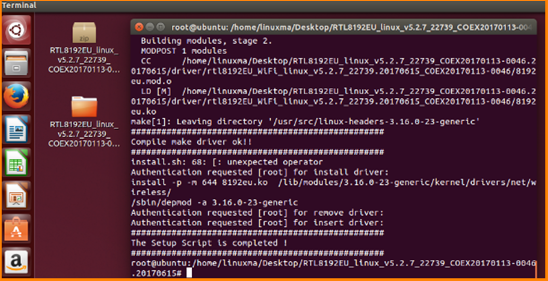 Terminal
root@ubuntu: /home/linuxma/Desktop/RTL8192EU_linux_v5.2.7_22739_COEX20170113-0046
zip
RTL8192EU_linux_
v5.2.7_22739_
COEX20170113-0...
RTL8192EU_linux_
v5.2.7_22739_
COEX20170113-0...
Building modules, stage 2.
MODPOST 1 modules
CC /home/linuxma/Desktop/RTL8192EU_linux_v5.2.7_22739_COEX20170113-0046.
20170615/driver/rtl8192EU_WiFi_linux_v5.2.7_22739_COEX20170113-0046/8192
eu.mod.o
LD [M] /home/linuxma/Desktop/RTL8192EU_linux_v5.2.7_22739_COEX20170113-0046.
20170615/driver/rtl8192EU_WiFi_linux_v5.2.7_22739_COEX20170113-0046/8192
eu.ko
make[1]: Leaving directory '/usr/src/linux-headers-3.16.0-23-generic'
##################################################
Compile make driver ok!!
##################################################
install.sh: 68: [: unexpected operator
Authentication requested [root] for install driver:
install -p -m 644 8192eu.ko /lib/modules/3.16.0-23-generic/kernel/drivers/net/w
ireless/
/sbin/depmod -a 3.16.0-23-generic
Authentication requested [root] for remove driver:
Authentication requested [root] for insert driver:
##################################################
The Setup Script is completed !
##################################################
root@ubuntu:/home/linuxma/Desktop/RTL8192EU_linux_v5.2.7_22739_COEX20170113-0046
.20170615#